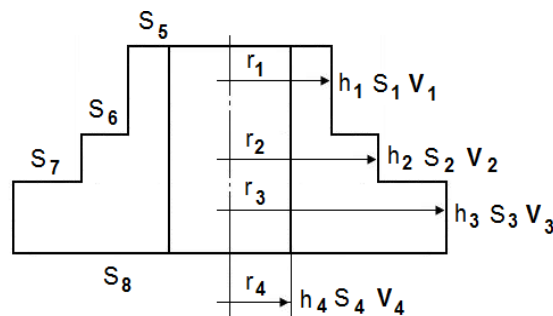 S₅
r₁
h₁ S₁ V₁
S₆
r₂
h₂ S₂ V₂
S₇
r₃
h₃ S₃ V₃
S₈
r₄
h₄ S₄ V₄